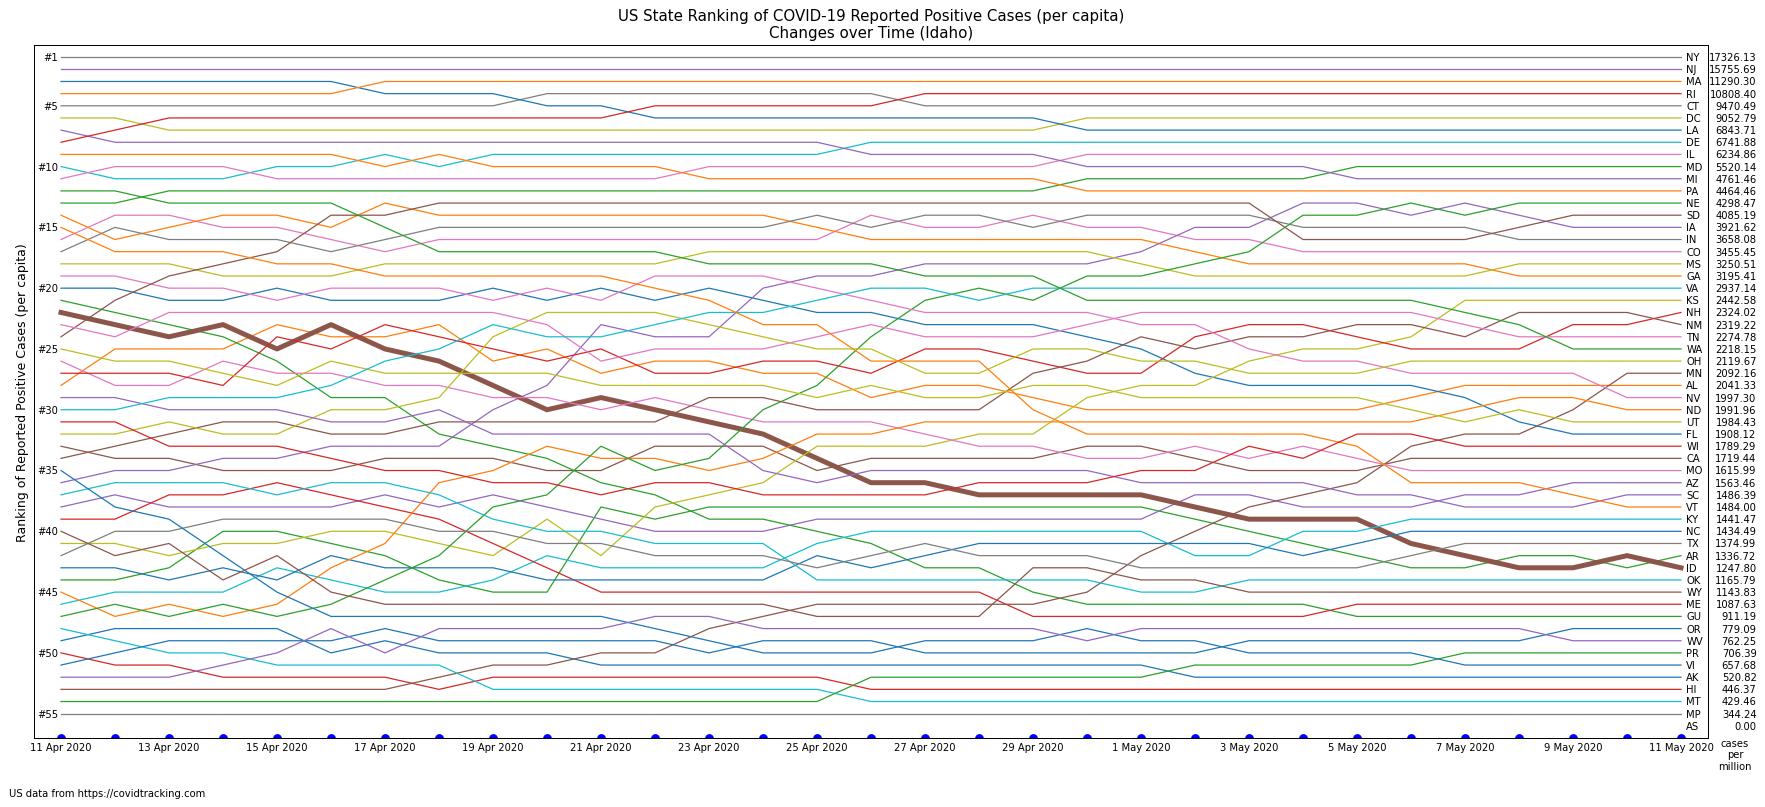 US State Ranking of COVID-19 Reported Positive Cases (per capita)
Changes over Time (Idaho)
Ranking of Reported Positive Cases (per capita)
#1
#5
#10
#15
#20
#25
#30
#35
#40
#45
#50
#55
NY 17326.13
NJ 15755.69
MA 11290.30
RI 10808.40
CT 9470.49
DC 9052.79
LA 6843.71
DE 6741.88
IL 6234.86
MD 5520.14
MI 4761.46
PA 4464.46
NE 4298.47
SD 4085.19
IA 3921.62
IN 3658.08
CO 3455.45
MS 3250.51
GA 3195.41
VA 2937.14
KS 2442.58
NH 2324.02
NM 2319.22
TN 2274.78
WA 2218.15
OH 2119.67
MN 2092.16
AL 2041.33
NV 1997.30
ND 1991.96
UT 1984.43
FL 1908.12
WI 1789.29
CA 1719.44
MO 1615.99
AZ 1563.46
SC 1486.39
VT 1484.00
KY 1441.47
NC 1434.49
TX 1374.99
AR 1336.72
ID 1247.80
OK 1165.79
WY 1143.83
ME 1087.63
GU 911.19
OR 779.09
WV 762.25
PR 706.39
VI 657.68
AK 520.82
HI 446.37
MT 429.46
MP 344.24
AS 0.00
11 Apr 2020 13 Apr 2020 15 Apr 2020 17 Apr 2020 19 Apr 2020 21 Apr 2020 23 Apr 2020 25 Apr 2020 27 Apr 2020 29 Apr 2020 1 May 2020 3 May 2020 5 May 2020 7 May 2020 9 May 2020 11 May 2020
cases
per
million
US data from https://covidtracking.com